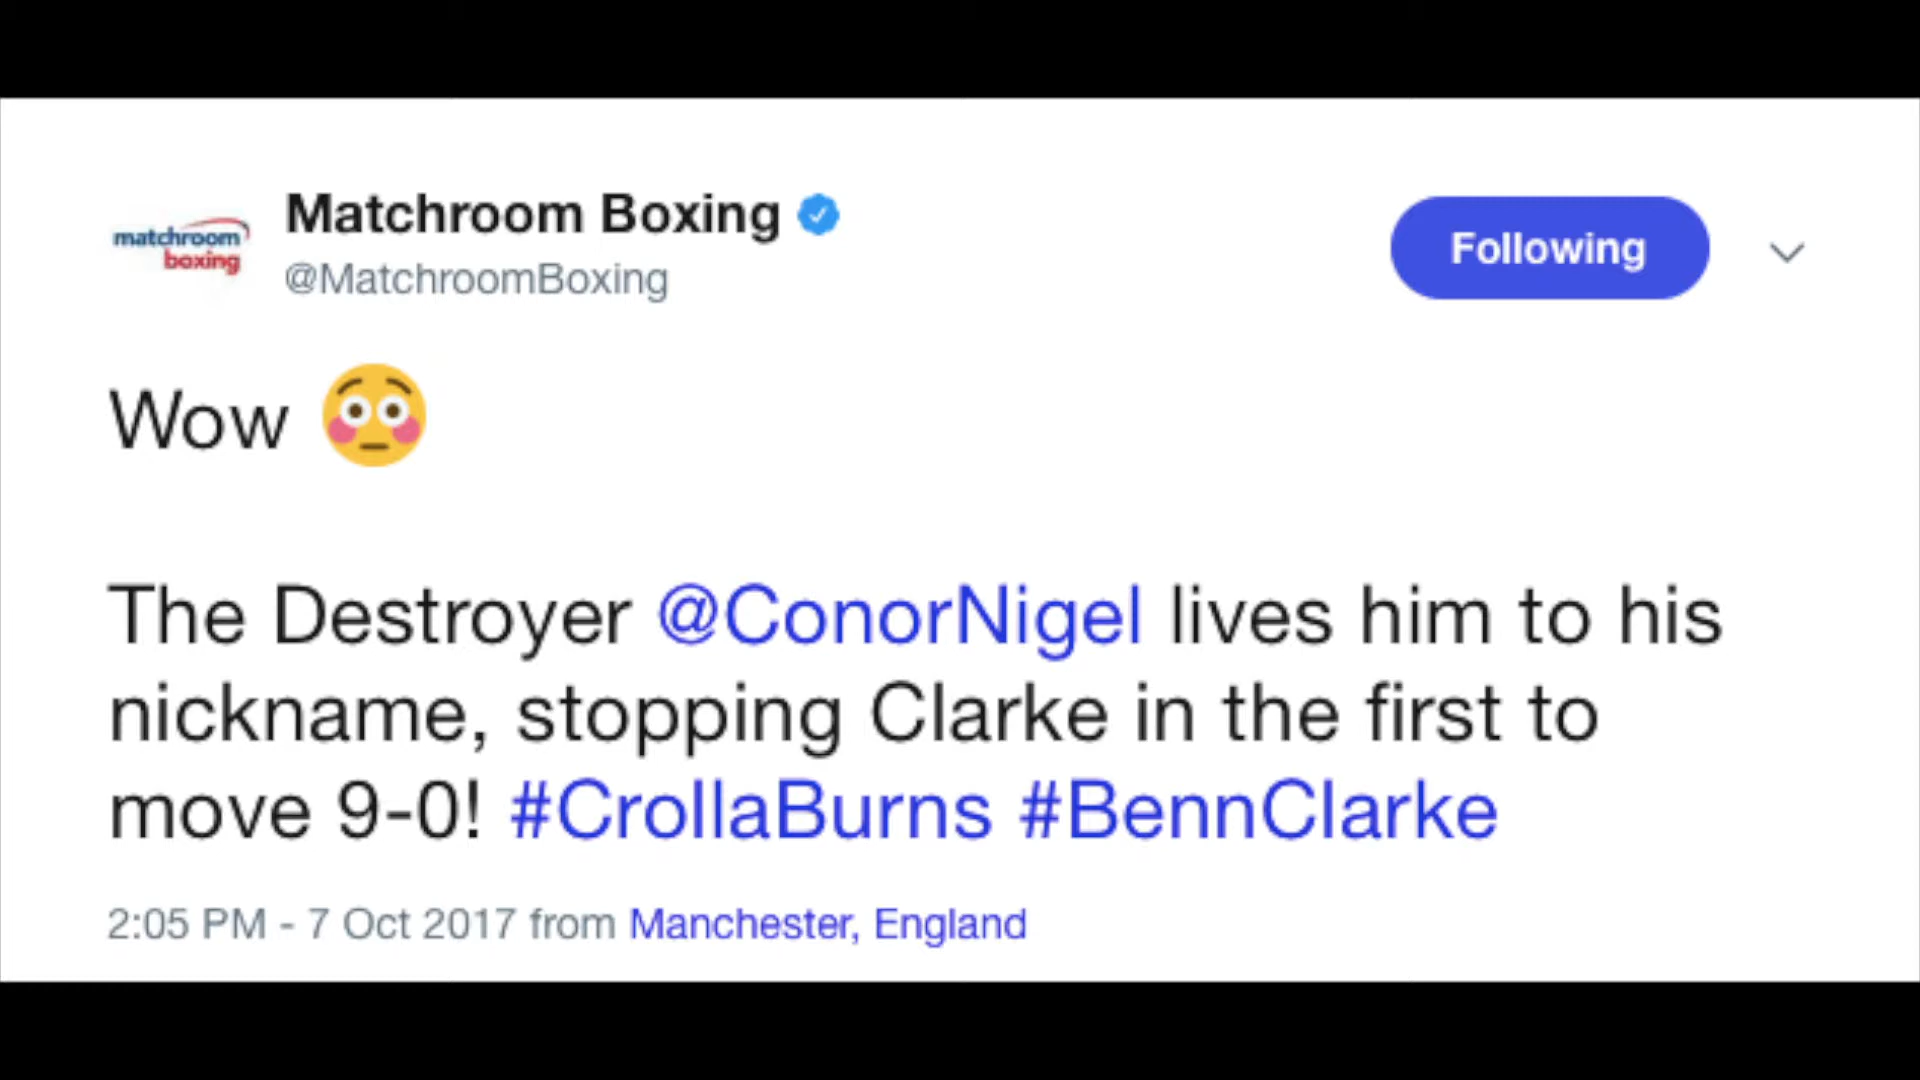 matchroom
boxing
Matchroom Boxing
@MatchroomBoxing
Following
Wow 😳
The Destroyer @ConorNigel lives him to his
nickname, stopping Clarke in the first to
move 9-0! #CrollaBurns #BennClarke
2:05 PM - 7 Oct 2017 from Manchester, England